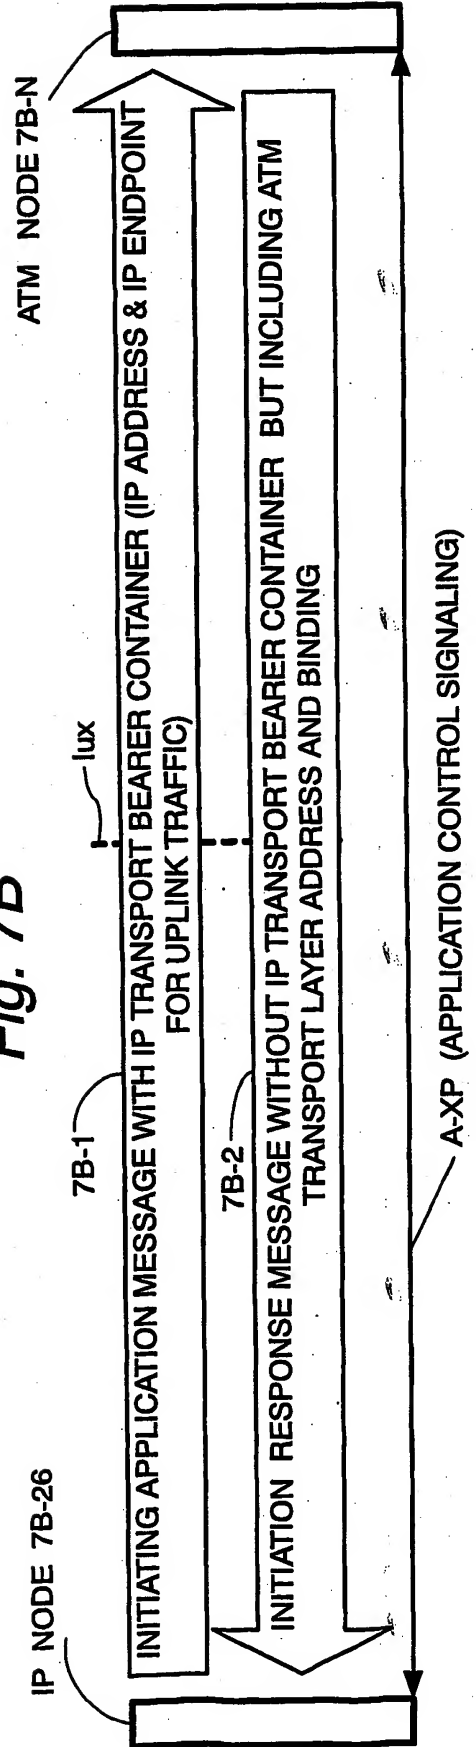 Fig. 7B
IP NODE 7B-26
ATM NODE 7B-N
7B-1
Iux
INITIATING APPLICATION MESSAGE WITH IP TRANSPORT BEARER CONTAINER (IP ADDRESS & IP ENDPOINT
FOR UPLINK TRAFFIC)
7B-2
INITIATION RESPONSE MESSAGE WITHOUT IP TRANSPORT BEARER CONTAINER BUT INCLUDING ATM
TRANSPORT LAYER ADDRESS AND BINDING
A-XP (APPLICATION CONTROL SIGNALING)